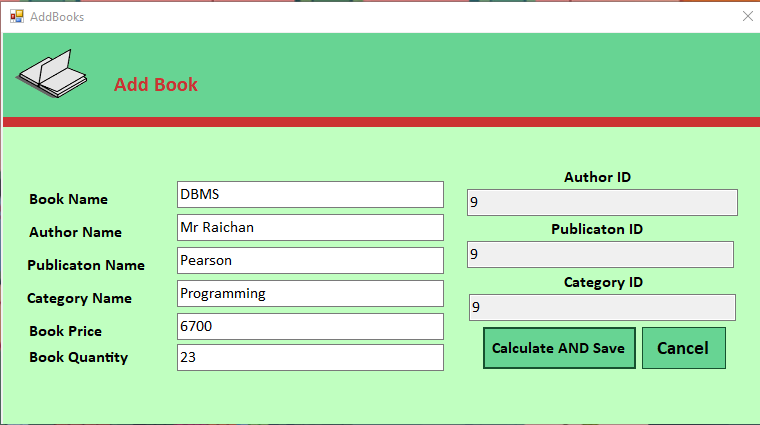 AddBooks
Add Book
Book Name DBMS
Author Name Mr Raichan
Publicaton Name Pearson
Category Name Programming
Book Price 6700
Book Quantity 23
Author ID
9
Publicaton ID
9
Category ID
9
Calculate AND Save Cancel